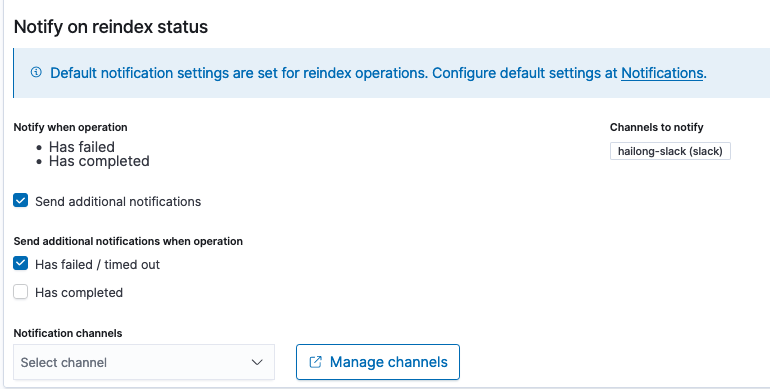 Notify on reindex status
Default notification settings are set for reindex operations. Configure default settings at Notifications.
Notify when operation
Has failed
Has completed
Channels to notify
hailong-slack (slack)
Send additional notifications
Send additional notifications when operation
Has failed / timed out
Has completed
Notification channels
Select channel
Manage channels